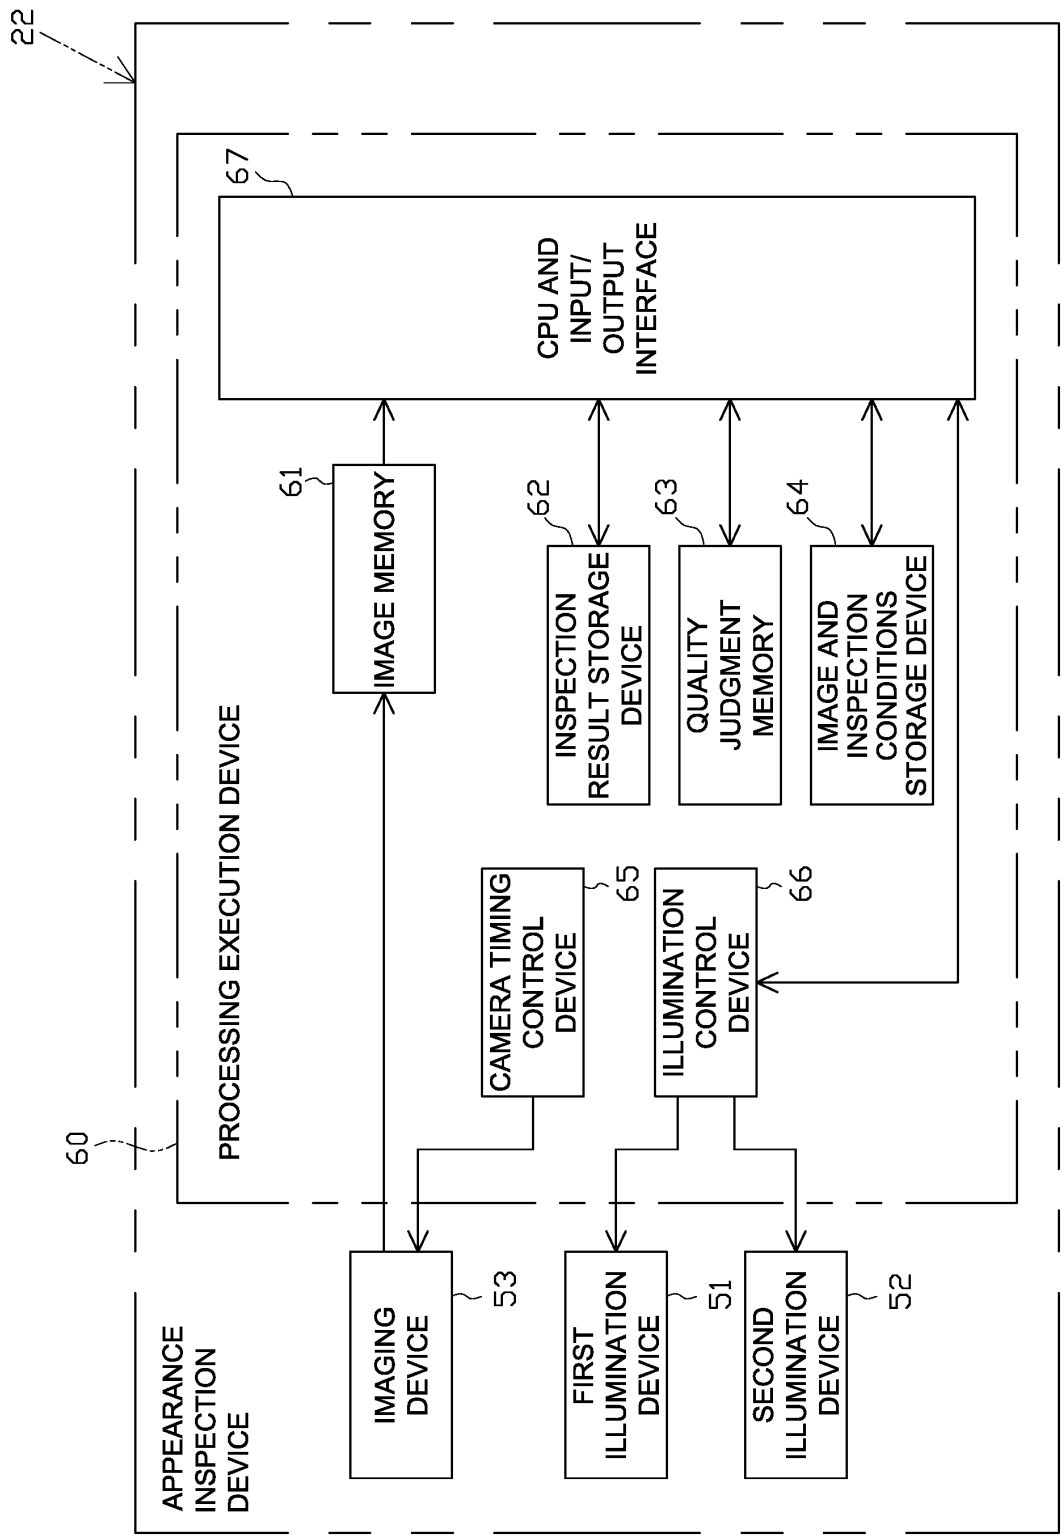 22
APPEARANCE
INSPECTION
DEVICE
60
PROCESSING EXECUTION DEVICE
IMAGING
DEVICE
53
FIRST
ILLUMINATION
DEVICE
51
SECOND
ILLUMINATION
DEVICE
52
CAMERA TIMING
CONTROL
DEVICE
65
ILLUMINATION
CONTROL
DEVICE
66
61
IMAGE MEMORY
62
INSPECTION
RESULT STORAGE
DEVICE
63
QUALITY
JUDGMENT
MEMORY
64
IMAGE AND
INSPECTION
CONDITIONS
STORAGE DEVICE
67
CPU AND
INPUT/
OUTPUT
INTERFACE